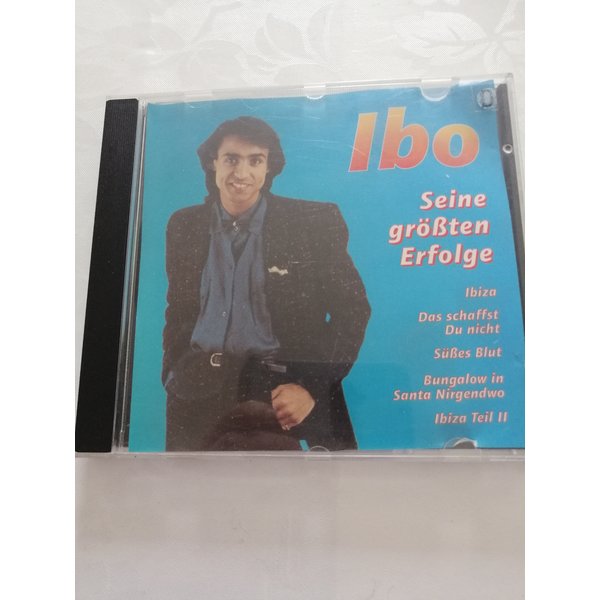 Ibo
Seine
größten
Erfolge
Ibiza
Das schaffst
Du nicht
Süßes Blut
Bungalow in
Santa Nirgendwo
Ibiza Teil II